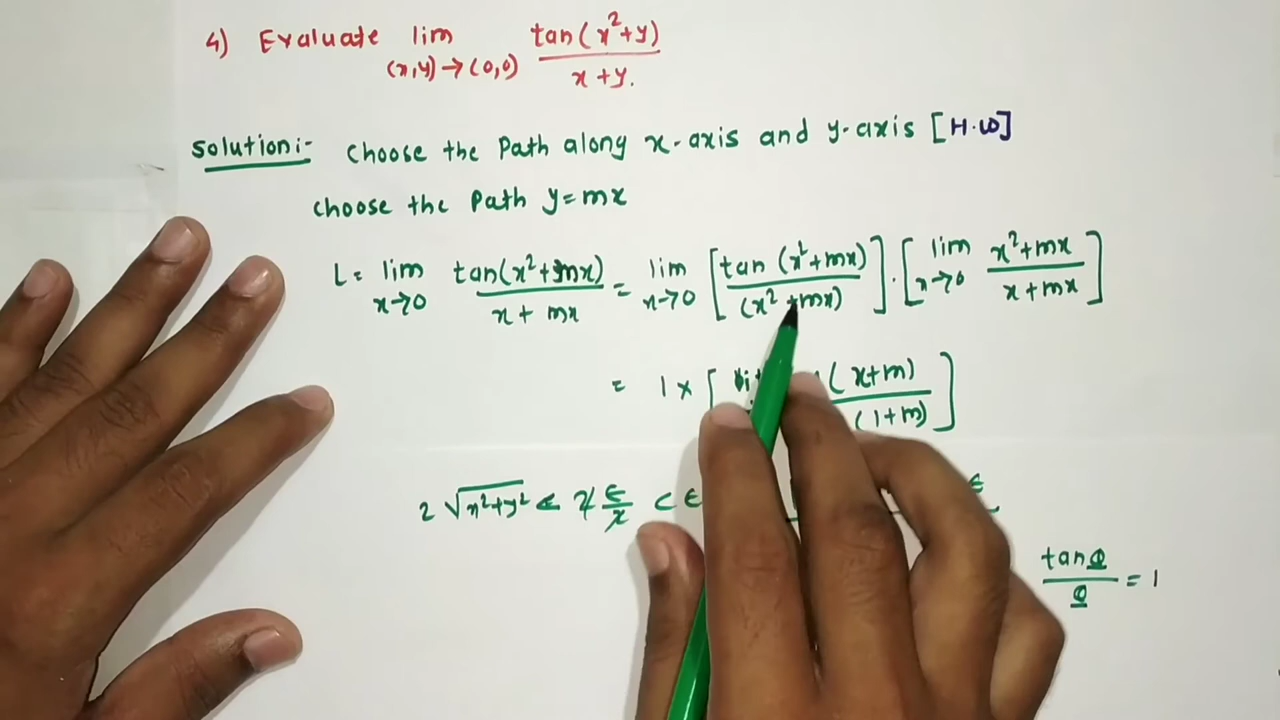 4) Evaluate lim (x,y)→(0,0) tan(x²+y) / x+y.
Solution:- Choose the Path along x-axis and y-axis [H.W]
Choose the Path y=mx
L = lim x→0 tan(x²+mx) / x+mx = lim x→0 [tan(x²+mx) / (x²+mx)] . [lim x→0 x²+mx / x+mx]
= 1 × [ (x+m) / (1+m) ]
2 √x²+y² < 2 ε/2 < ε ε
tanθ / θ = 1